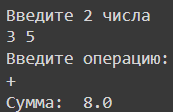 Введите 2 числа
3 5
Введите операцию:
+
Сумма:  8.0